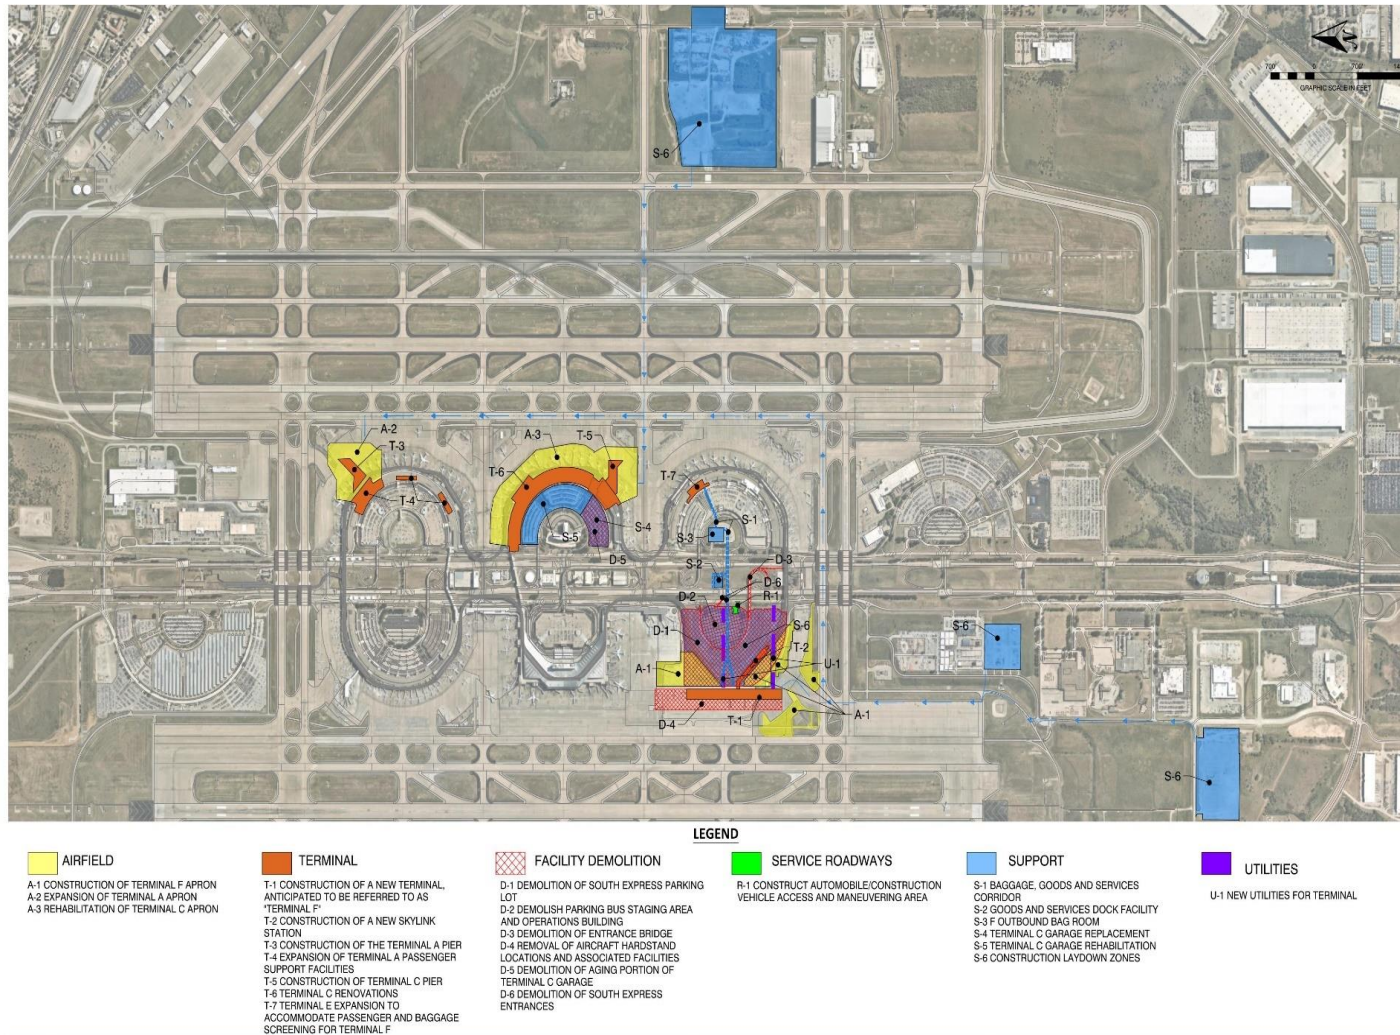 700 0 700
GRAPHIC SCALE IN FEET
S-6
A-2
T-3
T-4
A-3
T-5
T-6
S-4
S-5
D-5
T-7
S-1
S-3
S-2
D-3
D-6
R-1
D-2
D-1
S-6
T-2
U-1
A-1
D-4
T-1
A-1
S-6
S-6
LEGEND
AIRFIELD
A-1 CONSTRUCTION OF TERMINAL F APRON
A-2 EXPANSION OF TERMINAL A APRON
A-3 REHABILITATION OF TERMINAL C APRON
TERMINAL
T-1 CONSTRUCTION OF A NEW TERMINAL,
ANTICIPATED TO BE REFERRED TO AS
"TERMINAL F"
T-2 CONSTRUCTION OF A NEW SKYLINK
STATION
T-3 CONSTRUCTION OF THE TERMINAL A PIER
T-4 EXPANSION OF TERMINAL A PASSENGER
SUPPORT FACILITIES
T-5 CONSTRUCTION OF TERMINAL C PIER
T-6 TERMINAL C RENOVATIONS
T-7 TERMINAL E EXPANSION TO
ACCOMMODATE PASSENGER AND BAGGAGE
SCREENING FOR TERMINAL F
FACILITY DEMOLITION
D-1 DEMOLITION OF SOUTH EXPRESS PARKING
LOT
D-2 DEMOLISH PARKING BUS STAGING AREA
AND OPERATIONS BUILDING
D-3 DEMOLITION OF ENTRANCE BRIDGE
D-4 REMOVAL OF AIRCRAFT HARDSTAND
LOCATIONS AND ASSOCIATED FACILITIES
D-5 DEMOLITION OF AGING PORTION OF
TERMINAL C GARAGE
D-6 DEMOLITION OF SOUTH EXPRESS
ENTRANCES
SERVICE ROADWAYS
R-1 CONSTRUCT AUTOMOBILE/CONSTRUCTION
VEHICLE ACCESS AND MANEUVERING AREA
SUPPORT
S-1 BAGGAGE, GOODS AND SERVICES
CORRIDOR
S-2 GOODS AND SERVICES DOCK FACILITY
S-3 F OUTBOUND BAG ROOM
S-4 TERMINAL C GARAGE REPLACEMENT
S-5 TERMINAL C GARAGE REHABILITATION
S-6 CONSTRUCTION LAYDOWN ZONES
UTILITIES
U-1 NEW UTILITIES FOR TERMINAL